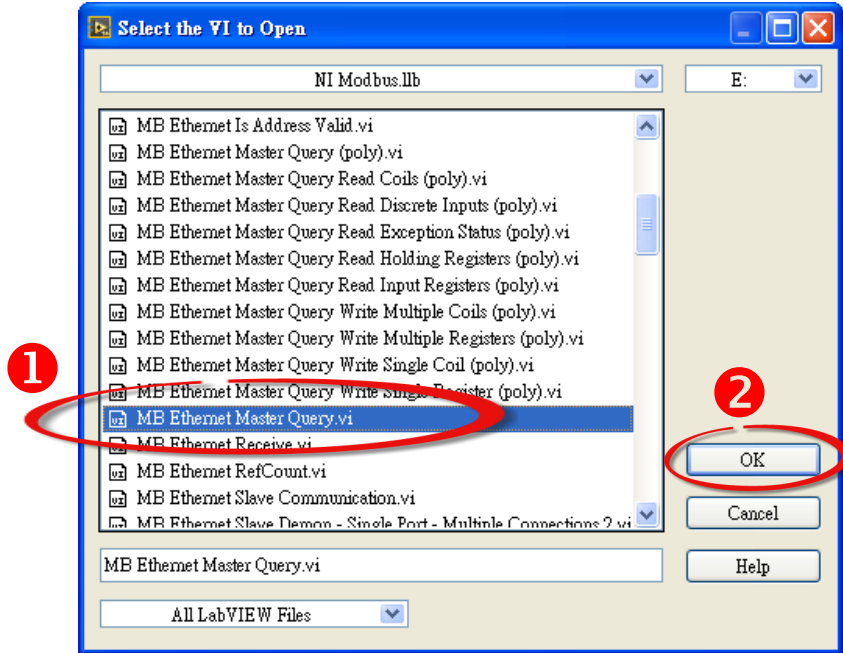 Select the VI to Open
NI Modbus.llb
E:
MB Ethernet Is Address Valid.vi
MB Ethernet Master Query (poly).vi
MB Ethernet Master Query Read Coils (poly).vi
MB Ethernet Master Query Read Discrete Inputs (poly).vi
MB Ethernet Master Query Read Exception Status (poly).vi
MB Ethernet Master Query Read Holding Registers (poly).vi
MB Ethernet Master Query Read Input Registers (poly).vi
MB Ethernet Master Query Write Multiple Coils (poly).vi
MB Ethernet Master Query Write Multiple Registers (poly).vi
MB Ethernet Master Query Write Single Coil (poly).vi
MB Ethernet Master Query Write Single Register (poly).vi
1
2
MB Ethernet Master Query.vi
MB Ethernet Receive.vi
MB Ethernet RefCount.vi
MB Ethernet Slave Communication.vi
MB Ethernet Slave Demon - Single Port - Multiple Connections 2.vi
OK
Cancel
MB Ethernet Master Query.vi
Help
All LabVIEW Files